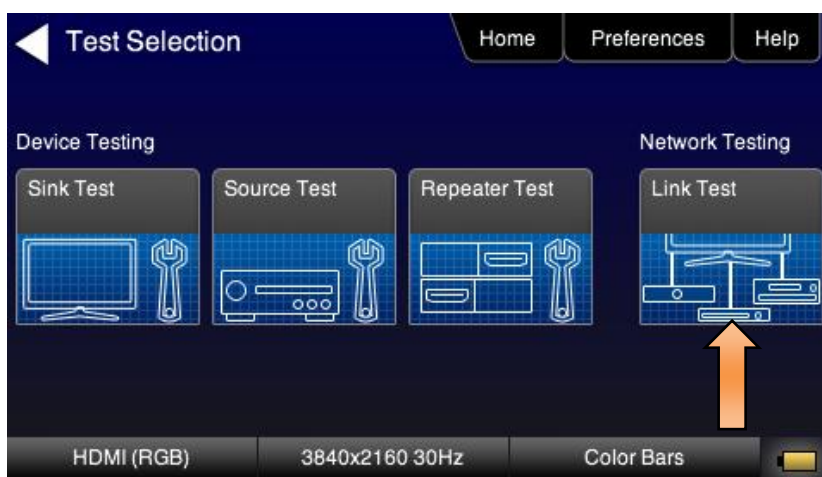 Test Selection
Home
Preferences
Help
Device Testing
Network Testing
Sink Test
Source Test
Repeater Test
Link Test
HDMI (RGB)
3840x2160 30Hz
Color Bars